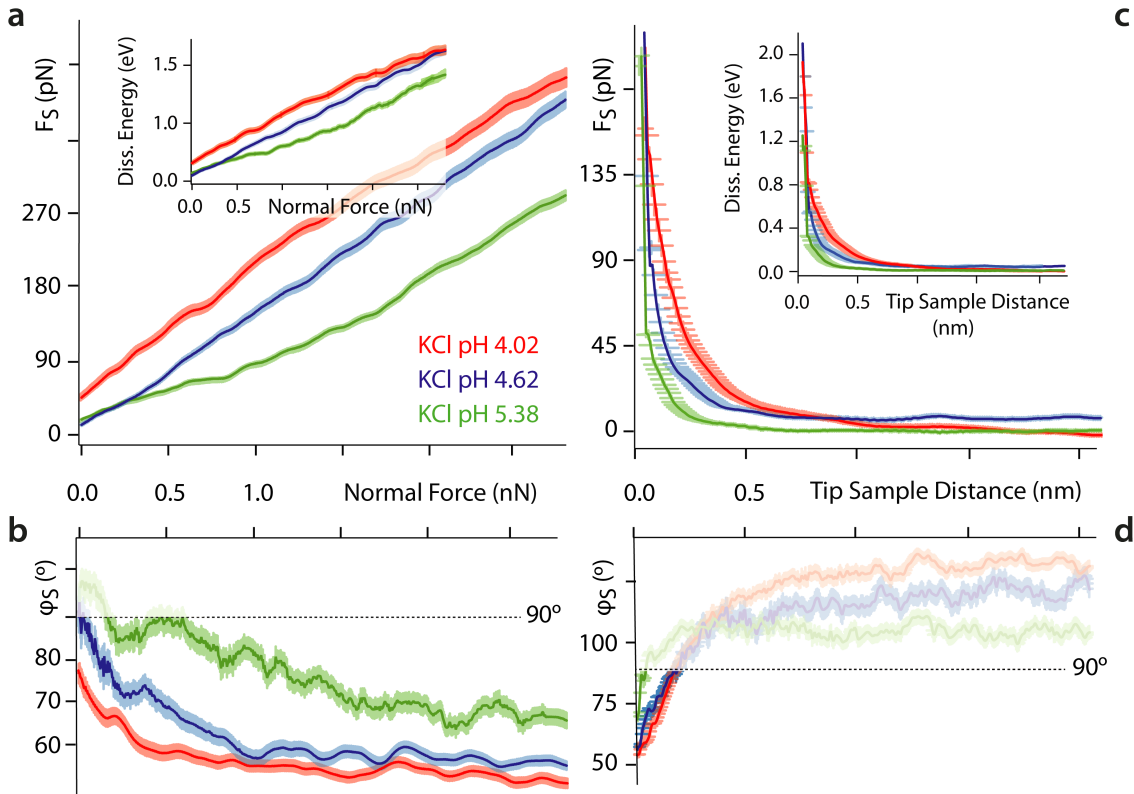 a
F_S (pN)
270
180
90
0
Diss. Energy (eV)
1.5
1.0
0.0
0.0 0.5
Normal Force (nN)
KCl pH 4.02
KCl pH 4.62
KCl pH 5.38
0.0 0.5 1.0 Normal Force (nN)
c
F_S (pN)
135
90
45
0
Diss. Energy (eV)
2.0
1.6
1.2
0.8
0.4
0.0
0.0 0.5
Tip Sample Distance
(nm)
0.0 0.5 Tip Sample Distance (nm)
b
φ_S (º)
90º
80
70
60
d
φ_S (º)
90º
100
75
50